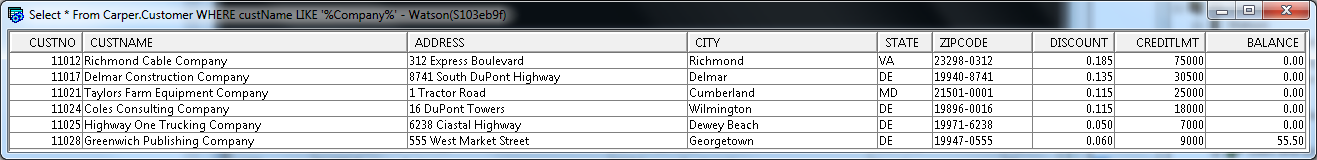 Select * From Carper.Customer WHERE custName LIKE '%Company%' - Watson(S103eb9f)
CUSTNO CUSTNAME ADDRESS CITY STATE ZIPCODE DISCOUNT CREDITLMT BALANCE
11012 Richmond Cable Company 312 Express Boulevard Richmond VA 23298-0312 0.185 75000 0.00
11017 Delmar Construction Company 8741 South DuPont Highway Delmar DE 19940-8741 0.135 30500 0.00
11021 Taylors Farm Equipment Company 1 Tractor Road Cumberland MD 21501-0001 0.115 25000 0.00
11024 Coles Consulting Company 16 DuPont Towers Wilmington DE 19896-0016 0.115 18000 0.00
11025 Highway One Trucking Company 6238 Ciastal Highway Dewey Beach DE 19971-6238 0.050 7000 0.00
11028 Greenwich Publishing Company 555 West Market Street Georgetown DE 19947-0555 0.060 9000 55.50